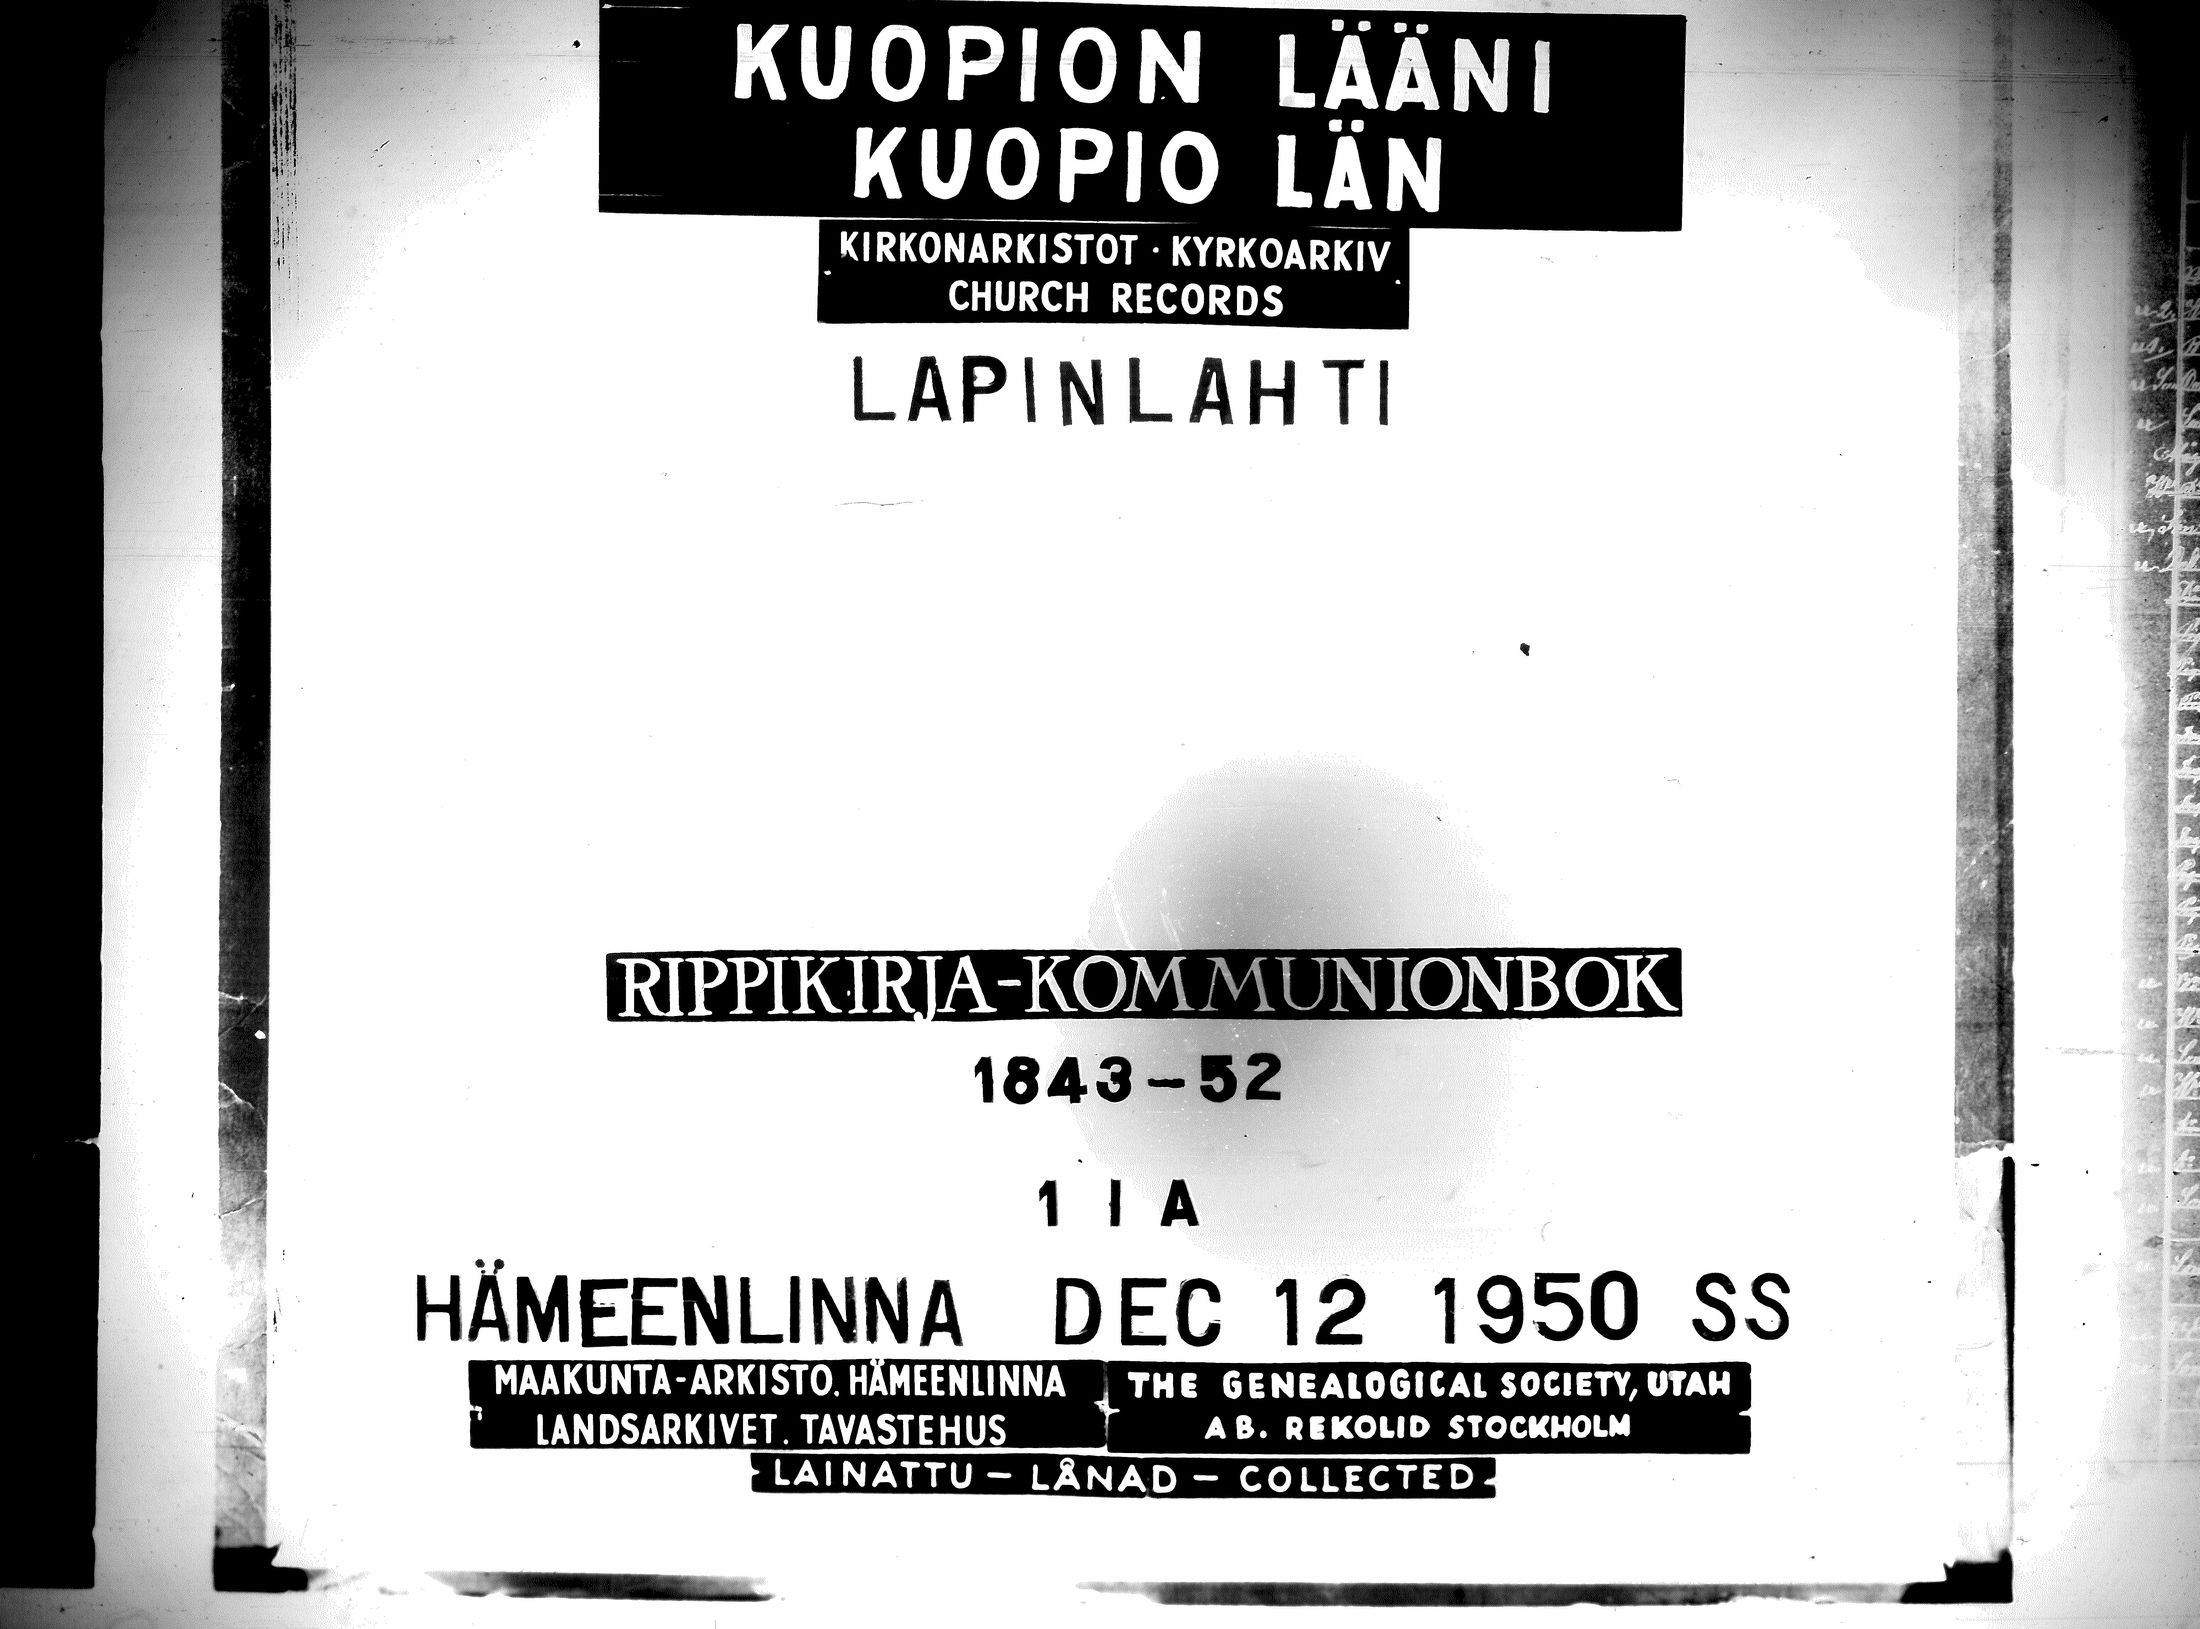 KUOPION LÄÄNI
KUOPIO LÄN
KIRKONARKISTOT · KYRKOARKIV
CHURCH RECORDS
LAPINLAHTI
RIPPIKIRJA-KOMMUNIONBOK
1843-52
1 I A
HÄMEENLINNA DEC 12 1950 SS
MAAKUNTA-ARKISTO. HÄMEENLINNA
LANDSARKIVET. TAVASTEHUS
THE GENEALOGICAL SOCIETY, UTAH
AB. REKOLID STOCKHOLM
LAINATTU - LÅNAD - COLLECTED